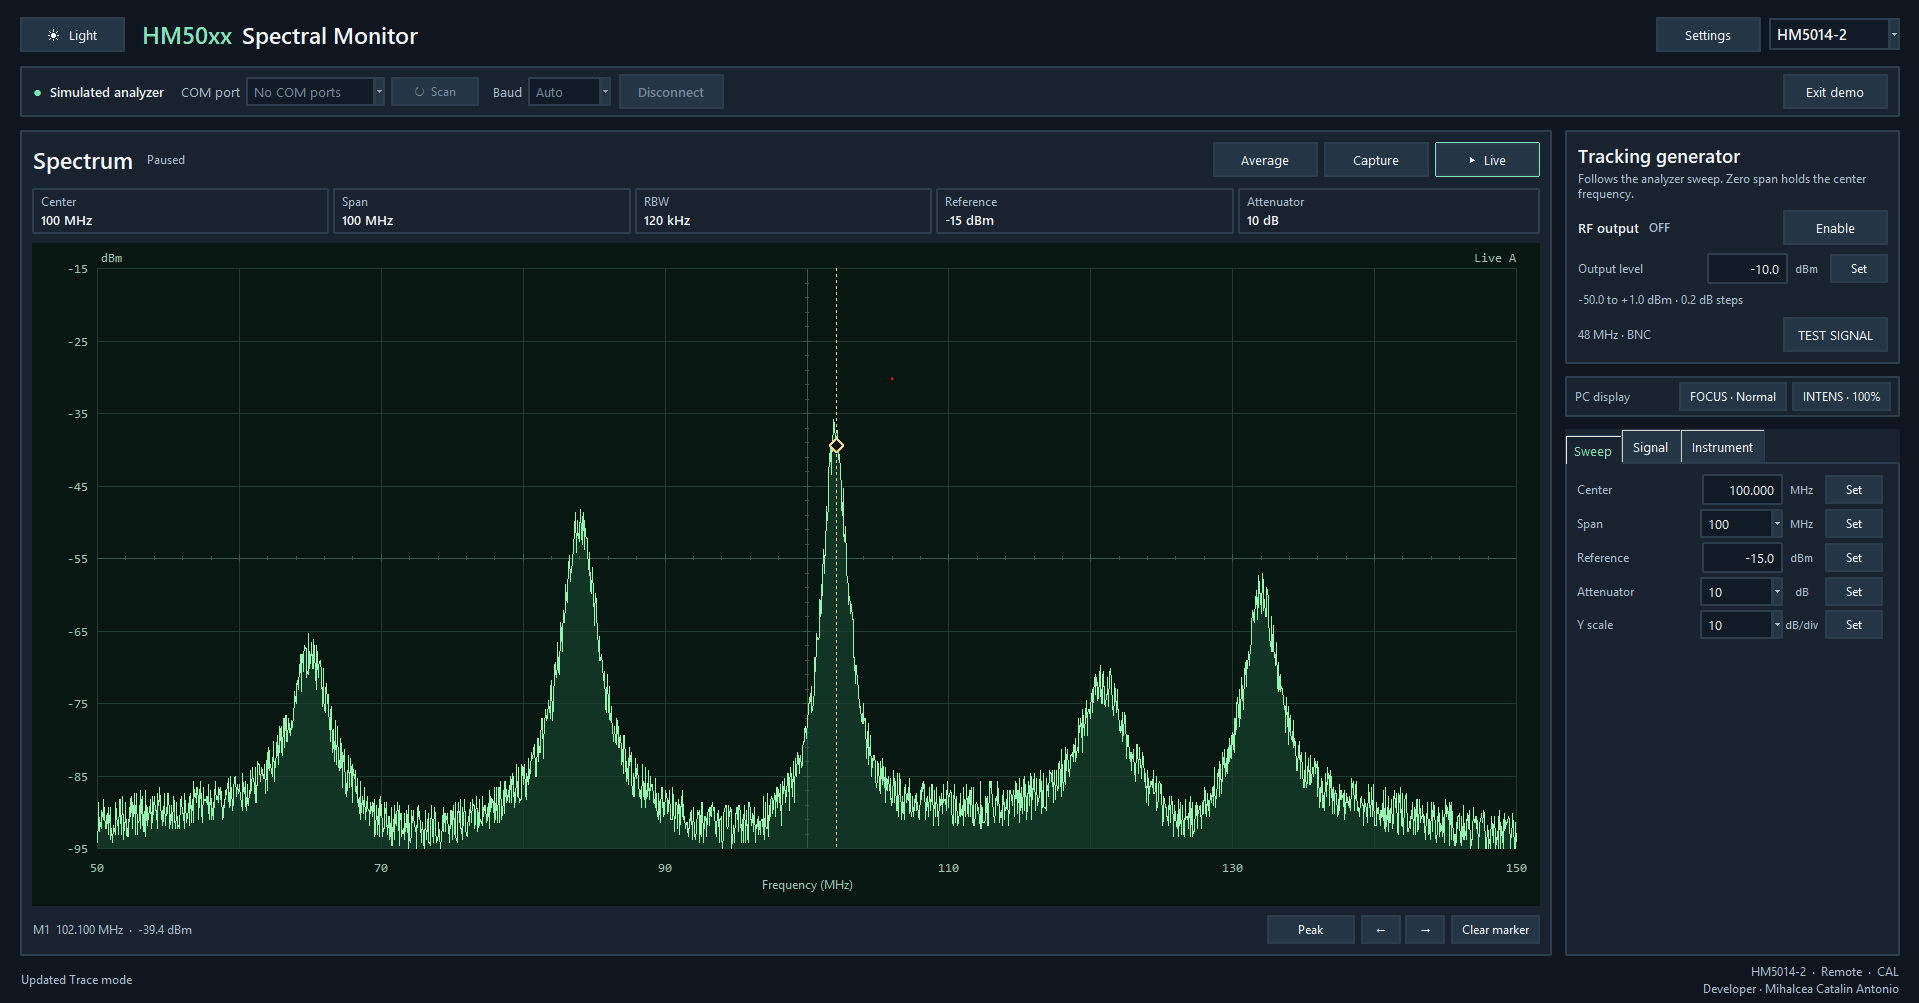 Light
HM50xx Spectral Monitor
Settings
HM5014-2
Simulated analyzer
COM port
No COM ports
Scan
Baud
Auto
Disconnect
Exit demo
Spectrum
Paused
Average
Capture
Live
Center
100 MHz
Span
100 MHz
RBW
120 kHz
Reference
-15 dBm
Attenuator
10 dB
dBm
Live A
-15
-25
-35
-45
-55
-65
-75
-85
-95
50
70
90
110
130
150
Frequency (MHz)
M1 102.100 MHz · -39.4 dBm
Peak
←
→
Clear marker
Tracking generator
Follows the analyzer sweep. Zero span holds the center
frequency.
RF output OFF
Enable
Output level
-10.0
dBm
Set
-50.0 to +1.0 dBm · 0.2 dB steps
48 MHz · BNC
TEST SIGNAL
PC display
FOCUS · Normal
INTENS · 100%
Sweep
Signal
Instrument
Center
100.000
MHz
Set
Span
100
MHz
Set
Reference
-15.0
dBm
Set
Attenuator
10
dB
Set
Y scale
10
dB/div
Set
Updated Trace mode
HM5014-2 · Remote · CAL
Developer · Mihalcea Catalin Antonio